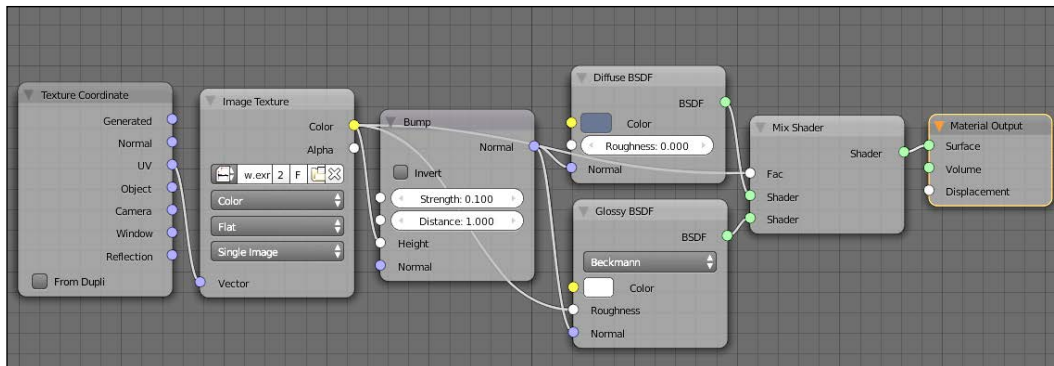 Texture Coordinate
Generated
Normal
UV
Object
Camera
Window
Reflection
From Dupli
Image Texture
Color
Alpha
w.exr 2 F
Color
Flat
Single Image
Vector
Bump
Normal
Invert
Strength: 0.100
Distance: 1.000
Height
Normal
Diffuse BSDF
BSDF
Color
Roughness: 0.000
Normal
Glossy BSDF
BSDF
Beckmann
Color
Roughness
Normal
Mix Shader
Shader
Fac
Shader
Shader
Material Output
Surface
Volume
Displacement